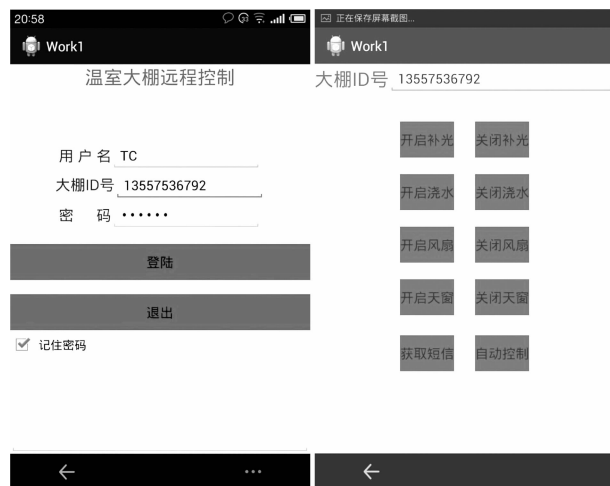 20:58
Work1
温室大棚远程控制
用 户 名 TC
大棚ID号 13557536792
密 码 ••••••
登陆
退出
记住密码
正在保存屏幕截图...
Work1
大棚ID号 13557536792
开启补光 关闭补光
开启浇水 关闭浇水
开启风扇 关闭风扇
开启天窗 关闭天窗
获取短信 自动控制